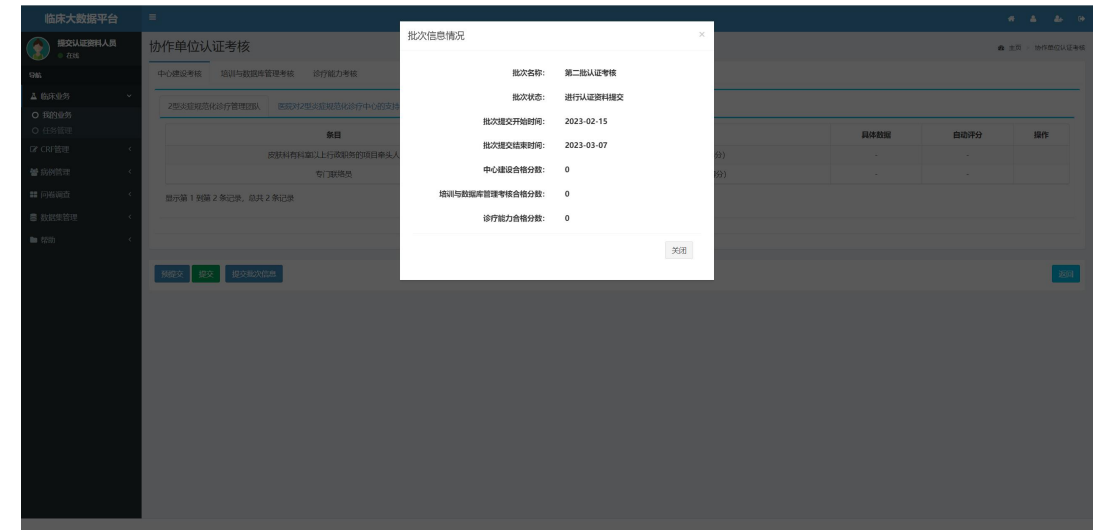 临床大数据平台
提交认证资料人员
在线
导航
临床业务
我的业务
任务管理
CRF管理
病例管理
问卷调查
数据集管理
帮助
协作单位认证考核
主页 > 协作单位认证考核
中心建设考核 培训与数据库管理考核 诊疗能力考核
2型炎症规范化诊疗管理团队 医院对2型炎症规范化诊疗中心的支持
条目 具体数据 自动评分 操作
皮肤科有科室以上行政职务的项目牵头人 分) - -
专门联络员 分) - -
显示第 1 到第 2 条记录，总共 2 条记录
预提交 提交 提交批次信息 返回
批次信息情况 ×
批次名称: 第二批认证考核
批次状态: 进行认证资料提交
批次提交开始时间: 2023-02-15
批次提交结束时间: 2023-03-07
中心建设合格分数: 0
培训与数据库管理考核合格分数: 0
诊疗能力合格分数: 0
关闭